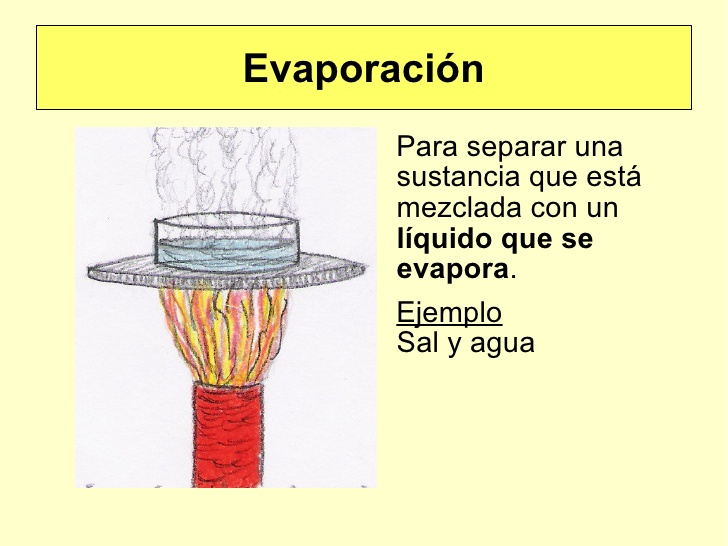 Evaporación
Para separar una
sustancia que está
mezclada con un
líquido que se
evapora.
Ejemplo
Sal y agua